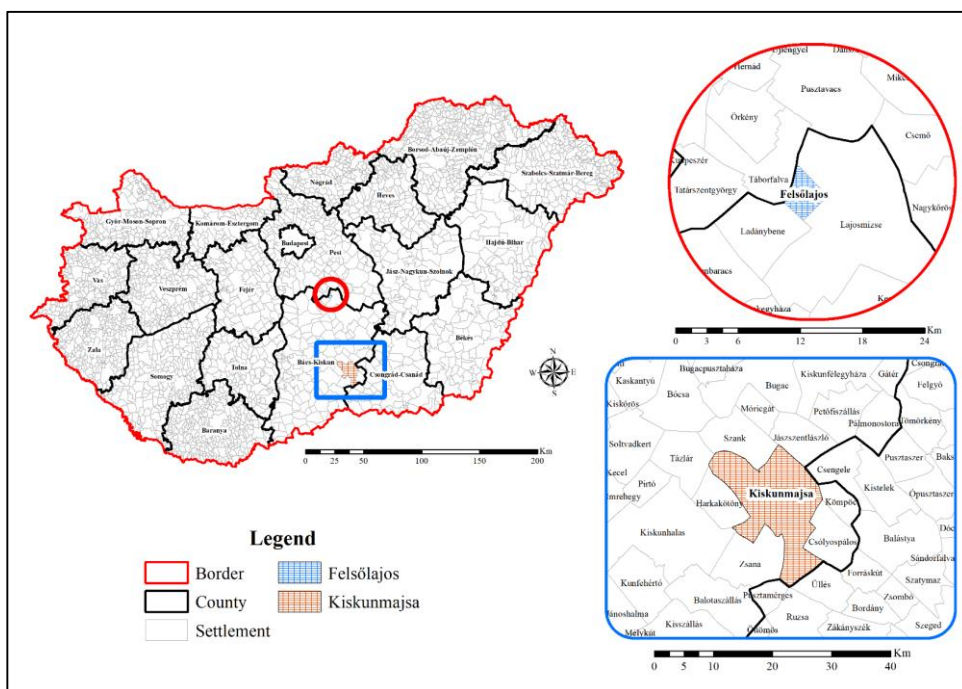 Borsod-Abaúj-Zemplén
Szabolcs-Szatmár-Bereg
Nógrád
Heves
Győr-Moson-Sopron
Komárom-Esztergom
Budapest
Pest
Hajdú-Bihar
Jász-Nagykun-Szolnok
Vas
Veszprém
Fejér
Zala
Somogy
Tolna
Bács-Kiskun
Csongrád-Csanád
Békés
Baranya
N
W E
S
Km
0 25 50 100 150 200
Legend
Border
County
Settlement
Felsőlajos
Kiskunmajsa
Hernád
Pusztavacs
Örkény
Csemő
Táborfalva
Tatárszentgyörgy
Felsőlajos
Nagykőrös
Ladánybene
Lajosmizse
Km
0 3 6 12 18 24
Bugacpusztaháza
Kiskunfélegyháza
Gátér
Kaskantyú
Bócsa
Bugac
Felgyő
Kiskőrös
Móricgát
Petőfiszállás
Pálmonostora
Tömörkény
Soltvadkert
Szank
Jászszentlászló
Tázlár
Pusztaszer
Baks
Kecel
Csengele
Pirtó
Kiskunmajsa
Kistelek
Harkakötöny
Kömpöc
Ópusztaszer
Kiskunhalas
Csólyospálos
Balástya
Zsana
Sándorfalva
Forráskút
Kunfehértó
Üllés
Szatymaz
Balotaszállás
Pusztamérges
Zsombó
Bordány
Kisszállás
Ruzsa
Mélykút
Öttömös
Zákányszék
Szeged
Km
0 5 10 20 30 40